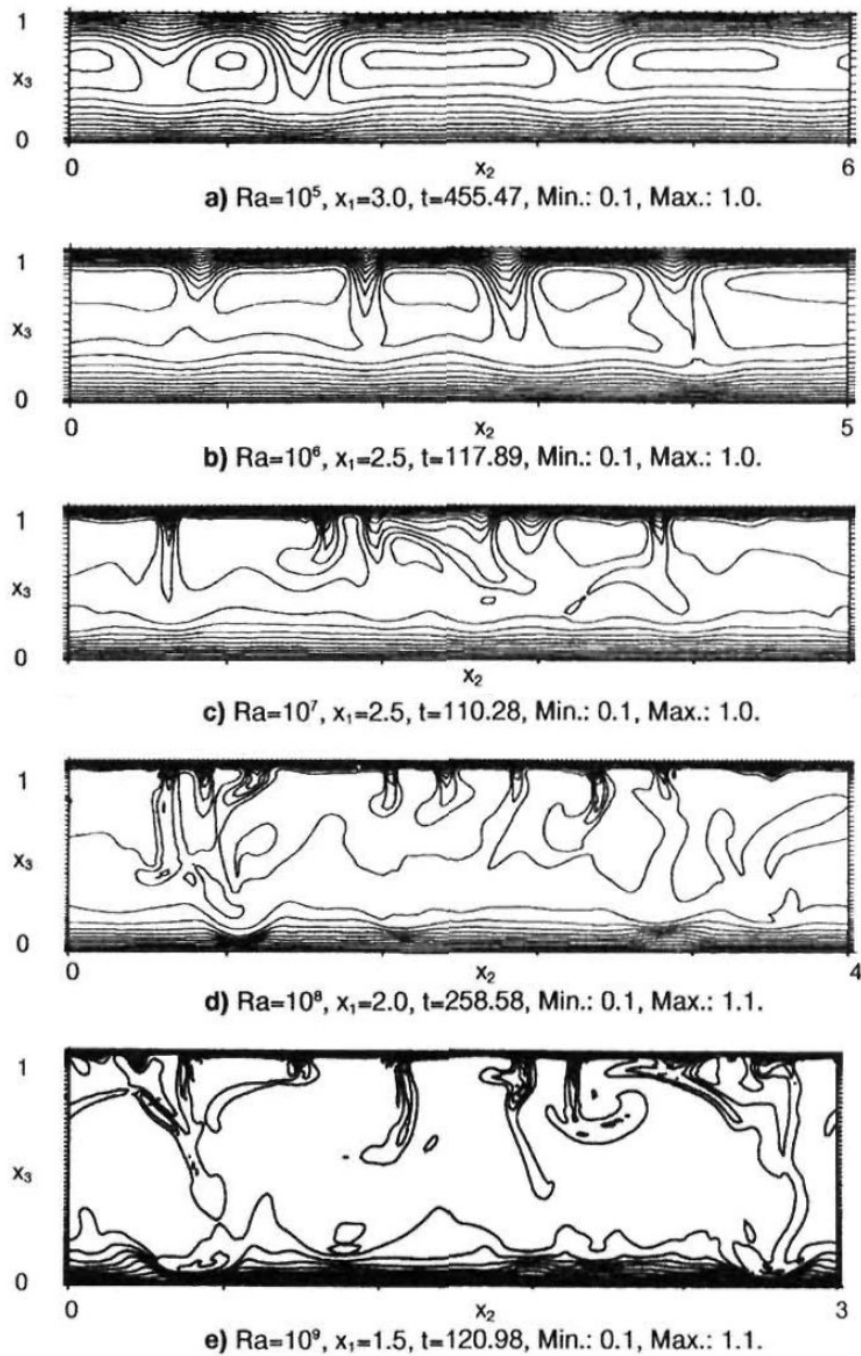 1
x₃
0
0 x₂ 6
a) Ra=10⁵, x₁=3.0, t=455.47, Min.: 0.1, Max.: 1.0.
1
x₃
0
0 x₂ 5
b) Ra=10⁶, x₁=2.5, t=117.89, Min.: 0.1, Max.: 1.0.
1
x₃
0
x₂
c) Ra=10⁷, x₁=2.5, t=110.28, Min.: 0.1, Max.: 1.0.
1
x₃
0
0 x₂ 4
d) Ra=10⁸, x₁=2.0, t=258.58, Min.: 0.1, Max.: 1.1.
1
x₃
0
0 x₂ 3
e) Ra=10⁹, x₁=1.5, t=120.98, Min.: 0.1, Max.: 1.1.